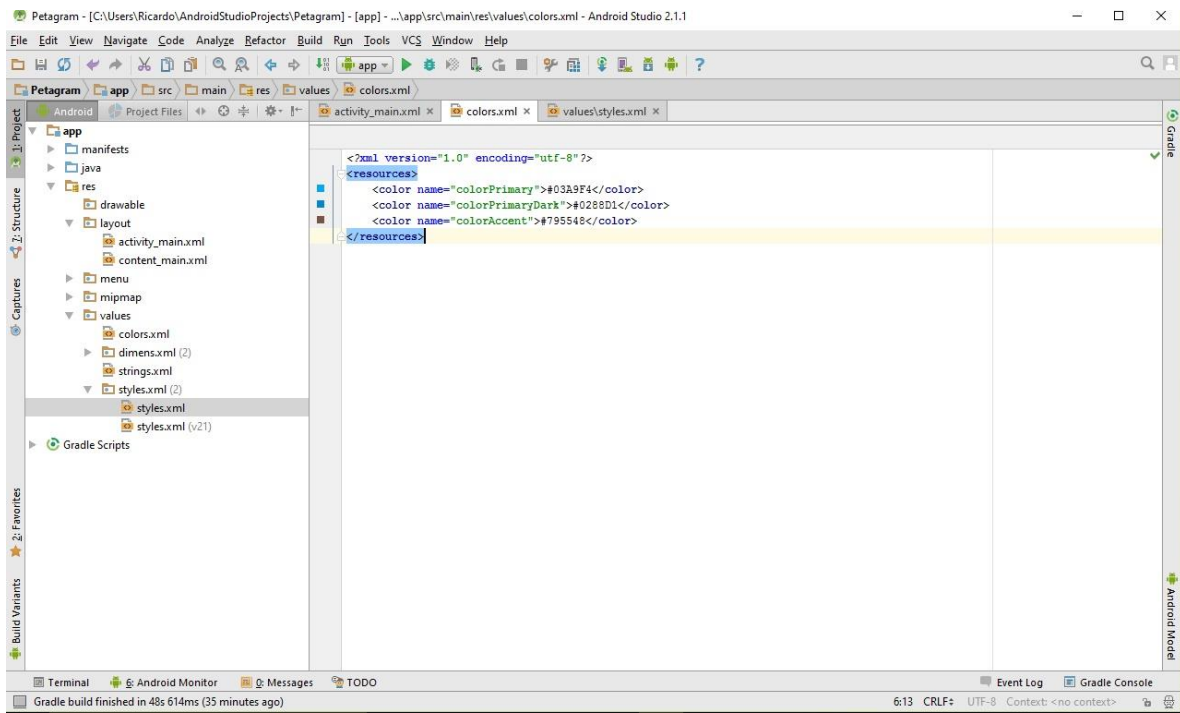 Petagram - [C:\Users\Ricardo\AndroidStudioProjects\Petagram] - [app] - ...\app\src\main\res\values\colors.xml - Android Studio 2.1.1
File Edit View Navigate Code Analyze Refactor Build Run Tools VCS Window Help
app
Petagram app src main res values colors.xml
Android Project Files
activity_main.xml colors.xml values\styles.xml
1: Project
7: Structure
Captures
2: Favorites
Build Variants
app
manifests
java
res
drawable
layout
activity_main.xml
content_main.xml
menu
mipmap
values
colors.xml
dimens.xml (2)
strings.xml
styles.xml (2)
styles.xml
styles.xml (v21)
Gradle Scripts
<?xml version="1.0" encoding="utf-8"?>
<resources>
<color name="colorPrimary">#03A9F4</color>
<color name="colorPrimaryDark">#0288D1</color>
<color name="colorAccent">#795548</color>
</resources>
Gradle
Android Model
Terminal 6: Android Monitor 0: Messages TODO Event Log Gradle Console
Gradle build finished in 48s 614ms (35 minutes ago) 6:13 CRLF UTF-8 Context: <no context>